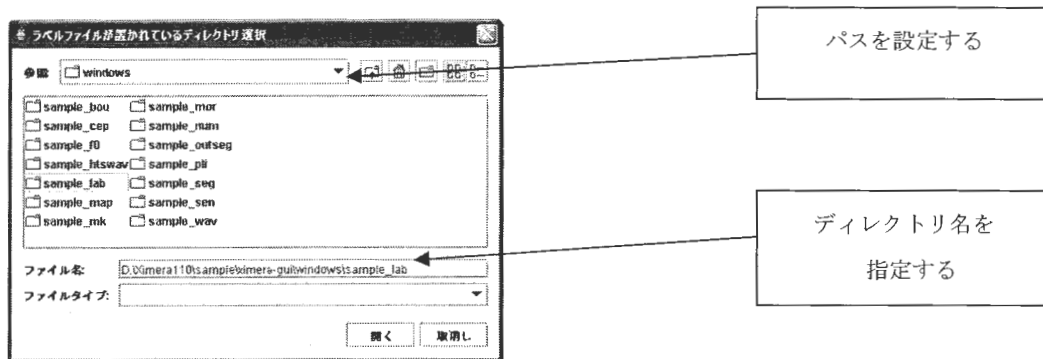 ラベルファイルが置かれているディレクトリ選択
参照: windows
sample_bou sample_mor
sample_cep sample_num
sample_f0 sample_outseg
sample_htswav sample_pli
sample_lab sample_seg
sample_map sample_sen
sample_mk sample_wav
ファイル名: D:\Ximera110\sample\ximera-gui\windows\sample_lab
ファイルタイプ:
開く 取消し
パスを設定する
ディレクトリ名を
指定する